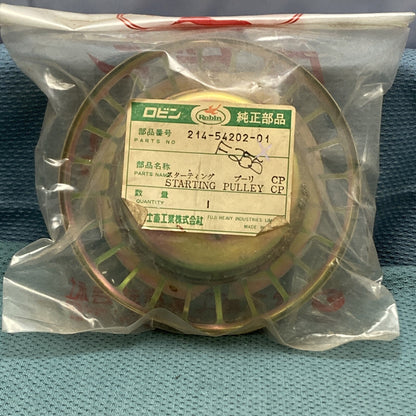 ロビン Robin 純正部品
部品番号 214-54202-01
PARTS NO
部品名称 スターティング プーリ CP
PARTS NAME STARTING PULLEY CP
数量 1
QUANTITY
士重工業株式会社 FUJI HEAVY INDUSTRIES
MADE